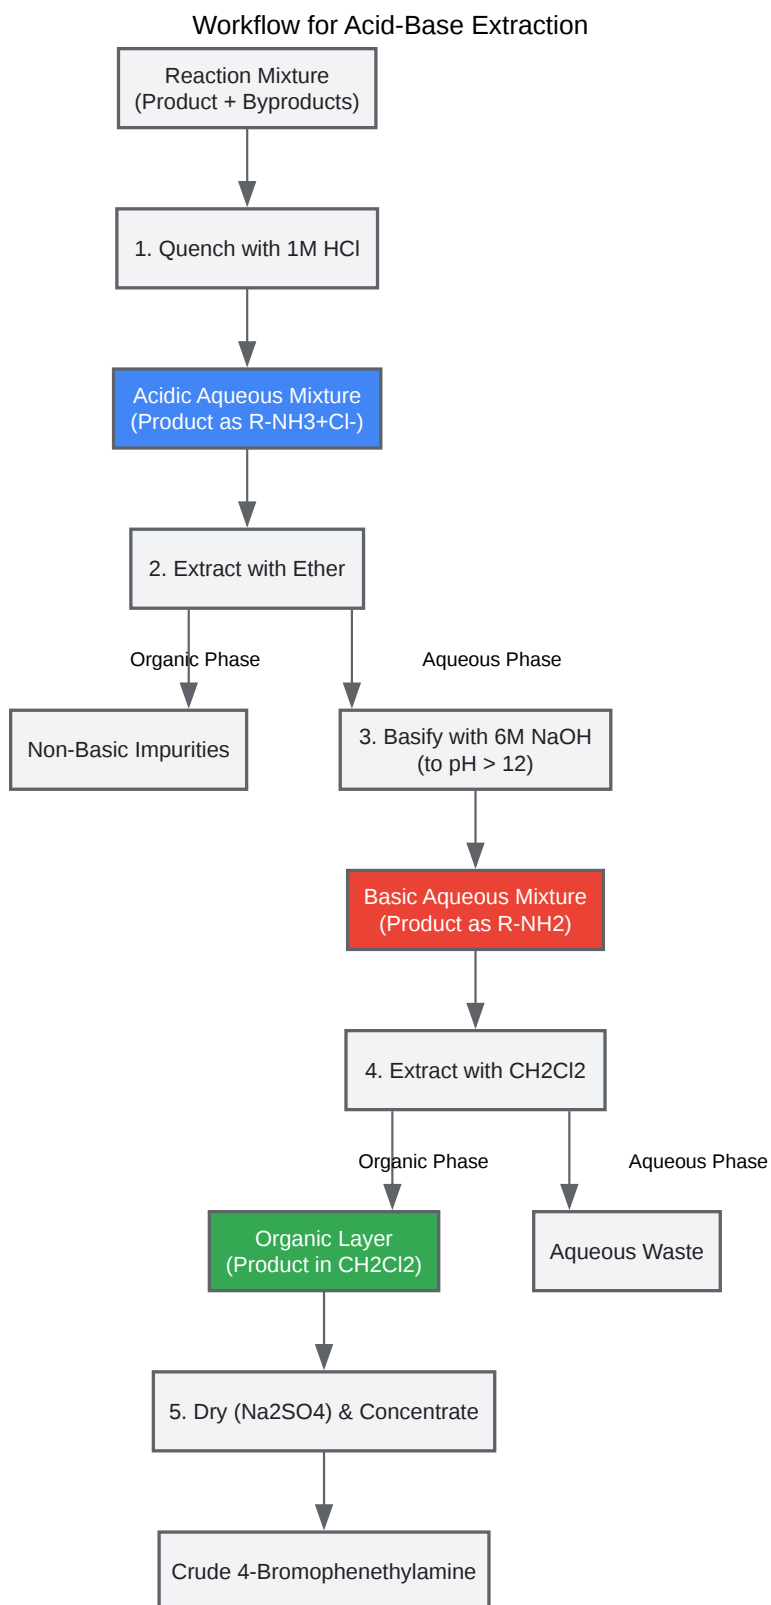 Workflow for Acid-Base Extraction
Reaction Mixture
(Product + Byproducts)
1. Quench with 1M HCl
Acidic Aqueous Mixture
(Product as R-NH3+Cl-)
2. Extract with Ether
Organic Phase
Aqueous Phase
Non-Basic Impurities
3. Basify with 6M NaOH
(to pH > 12)
Basic Aqueous Mixture
(Product as R-NH2)
4. Extract with CH2Cl2
Organic Phase
Aqueous Phase
Organic Layer
(Product in CH2Cl2)
Aqueous Waste
5. Dry (Na2SO4) & Concentrate
Crude 4-Bromophenethylamine